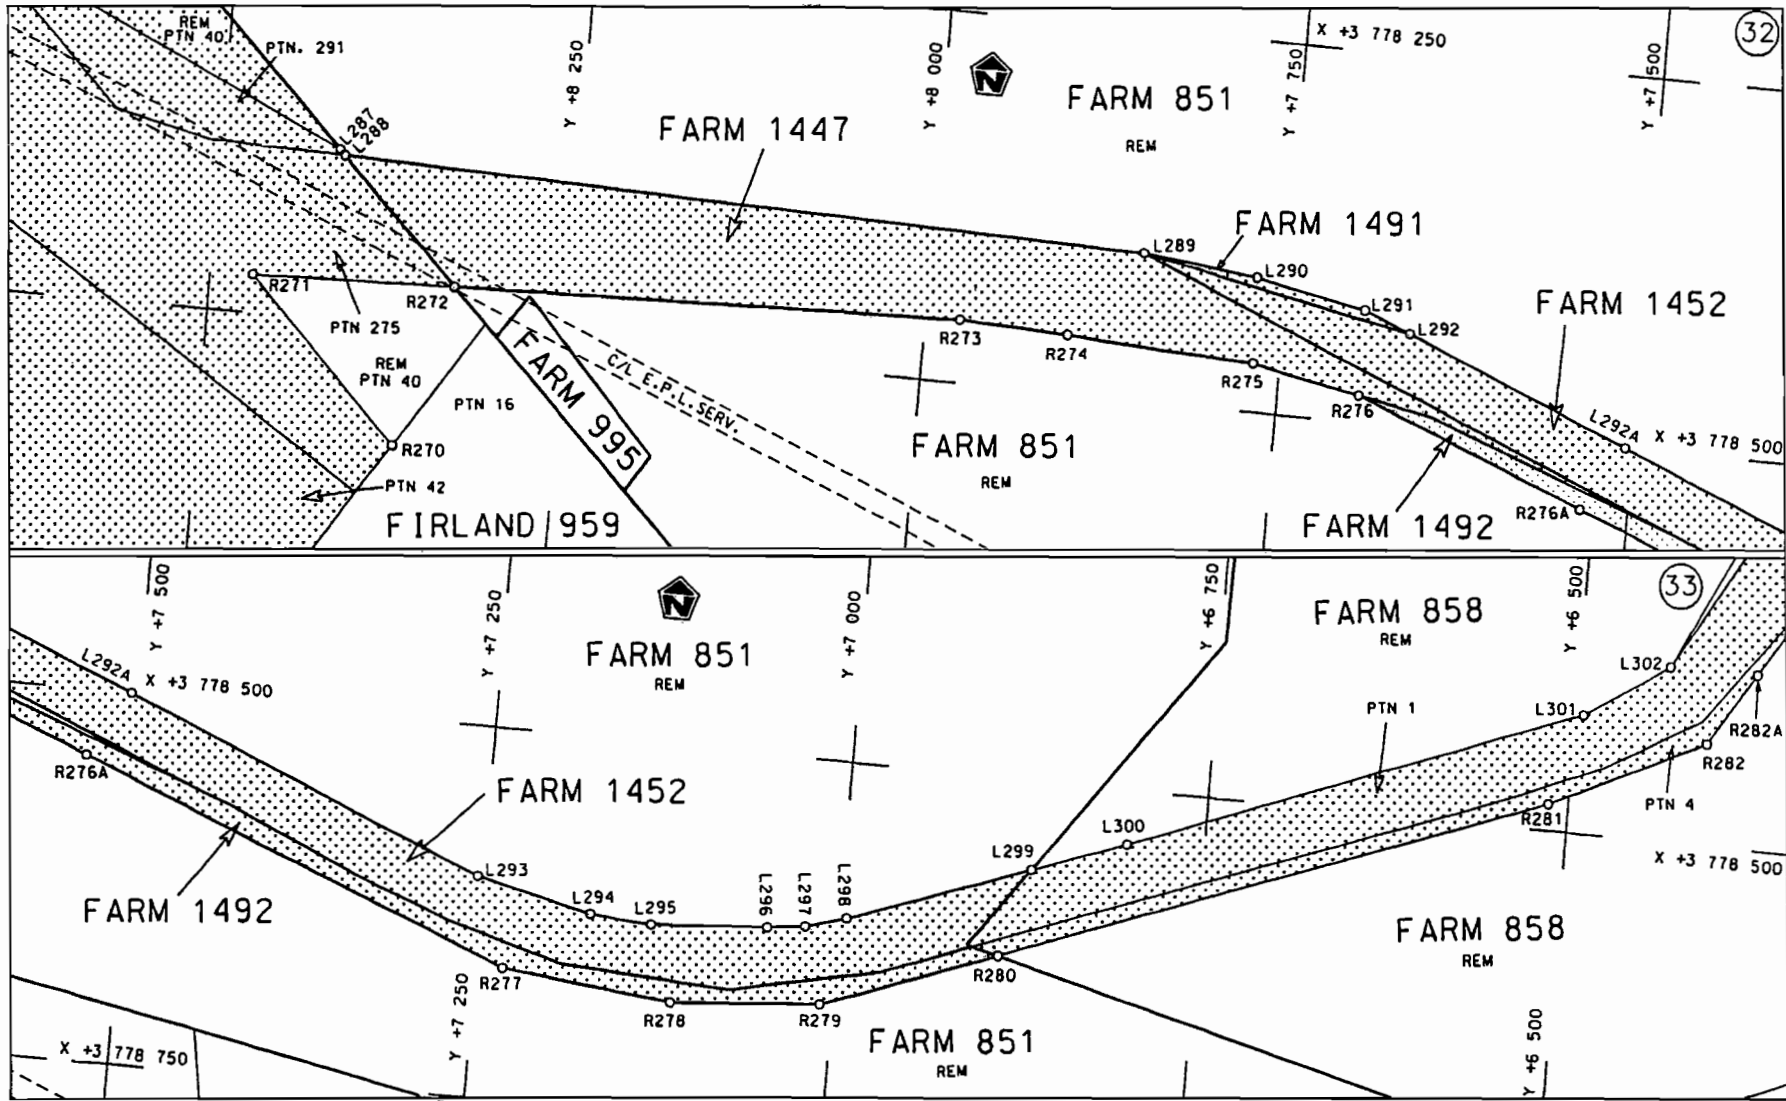 REM
PTN 40
PTN. 291
Y +8 250
Y +8 000
X +3 778 250
Y +7 750
Y +7 500
32
N
FARM 851
REM
FARM 1447
L287
L288
L289
FARM 1491
L290
L291
L292
FARM 1452
R271
R272
PTN 275
REM
PTN 40
PTN 16
FARM 995
C/L E.P.L. SERV.
R273
R274
R275
R276
L292A
X +3 778 500
FARM 851
REM
R270
PTN 42
FIRLAND 959
FARM 1492
R276A
Y +7 500
Y +7 250
N
Y +7 000
Y +6 750
Y +6 500
33
FARM 851
REM
FARM 858
REM
L292A
X +3 778 500
L302
L301
PTN 1
R282A
R276A
FARM 1452
R282
PTN 4
R281
X +3 778 500
L293
L294
L295
L296
L297
L298
L299
L300
FARM 1492
R277
R278
R279
R280
FARM 858
REM
Y +7 250
FARM 851
REM
X +3 778 750
Y +6 500